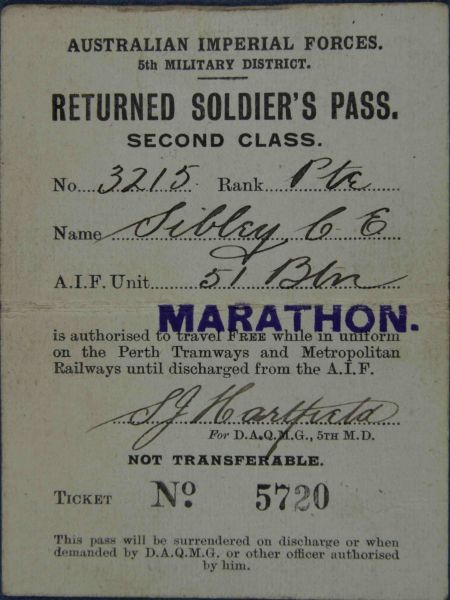 AUSTRALIAN IMPERIAL FORCES.
5th MILITARY DISTRICT.
RETURNED SOLDIER'S PASS.
SECOND CLASS.
No. 3215 Rank Pte
Name Sibley C E
A.I.F. Unit 51 Btn
MARATHON.
is authorised to travel FREE while in uniform
on the Perth Tramways and Metropolitan
Railways until discharged from the A.I.F.
S J Hartfield
For D.A.Q.M.G., 5TH M.D.
NOT TRANSFERABLE.
TICKET No. 5720
This pass will be surrendered on discharge or when
demanded by D.A.Q.M.G. or other officer authorised
by him.